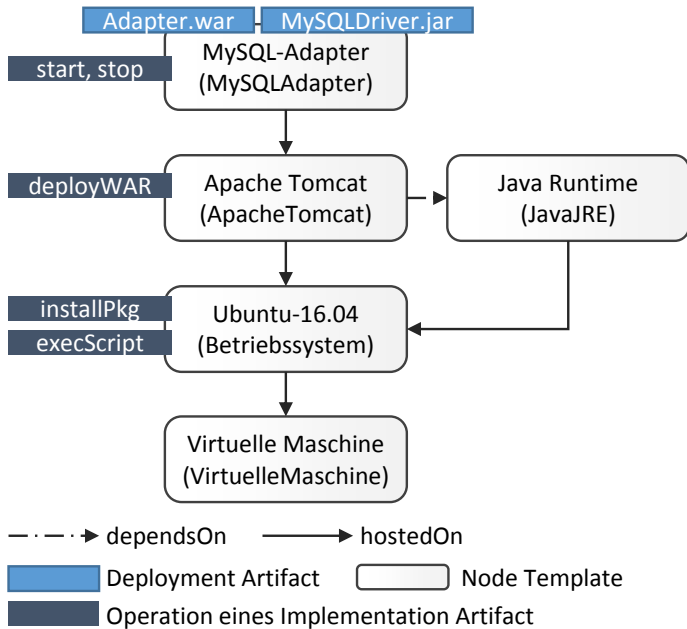 Adapter.war MySQLDriver.jar
MySQL-Adapter
(MySQLAdapter)
start, stop
deployWAR
Apache Tomcat
(ApacheTomcat)
Java Runtime
(JavaJRE)
installPkg
execScript
Ubuntu-16.04
(Betriebssystem)
Virtuelle Maschine
(VirtuelleMaschine)
dependsOn hostedOn
Deployment Artifact Node Template
Operation eines Implementation Artifact